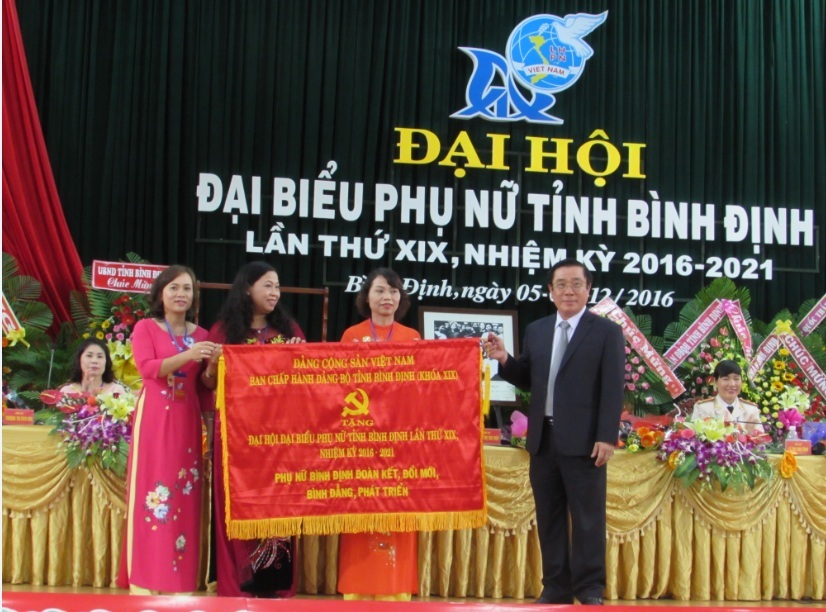 LH
PN
VIỆT NAM
XIX
ĐẠI HỘI
ĐẠI BIỂU PHỤ NỮ TỈNH BÌNH ĐỊNH
LẦN THỨ XIX, NHIỆM KỲ 2016-2021
Định, ngày 05- 12/2016
UBND TỈNH BÌNH
Chúc Mừng
ĐẢNG CỘNG SẢN VIỆT NAM
BAN CHẤP HÀNH ĐẢNG BỘ TỈNH BÌNH ĐỊNH (KHÓA XIX)
TẶNG
ĐẠI HỘI ĐẠI BIỂU PHỤ NỮ TỈNH BÌNH ĐỊNH LẦN THỨ XIX
NHIỆM KỲ 2016 - 2021
PHỤ NỮ BÌNH ĐỊNH ĐOÀN KẾT, ĐỔI MỚI,
BÌNH ĐẲNG, PHÁT TRIỂN